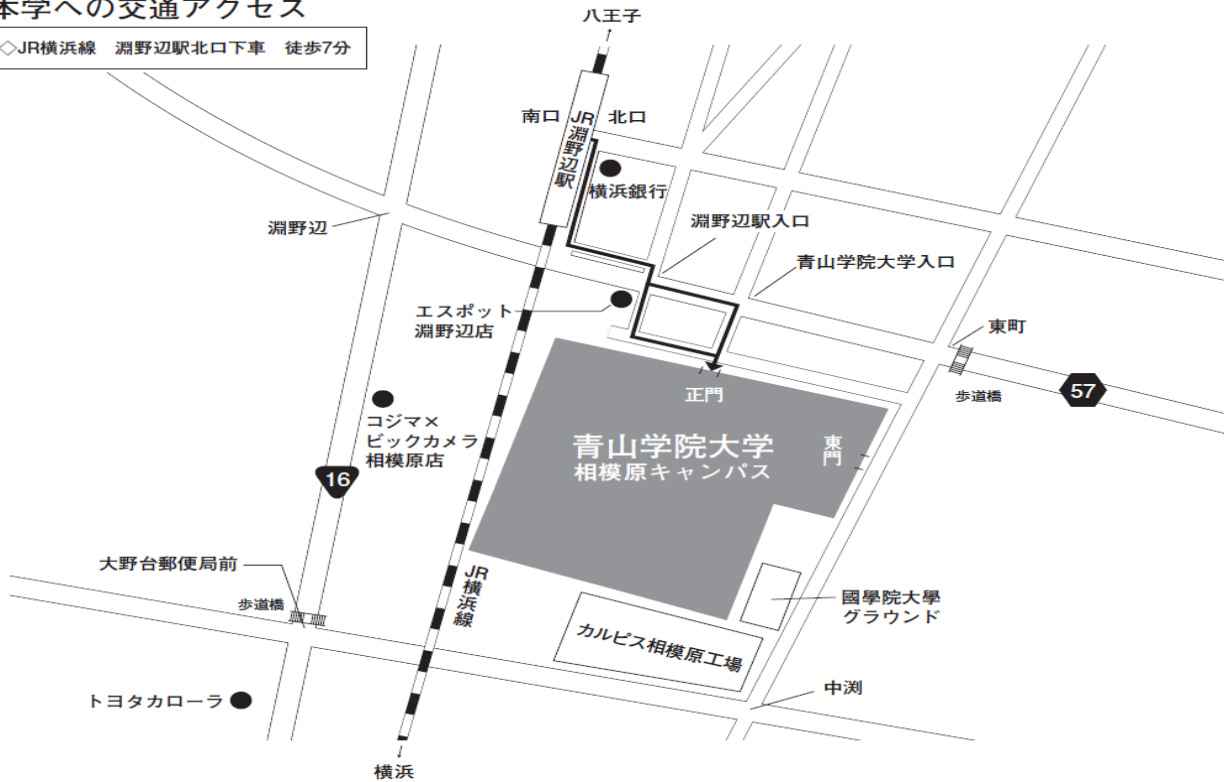 本学への交通アクセス
◇JR横浜線 淵野辺駅北口下車 徒歩7分
八王子
南口
JR淵野辺駅
北口
横浜銀行
淵野辺
淵野辺駅入口
青山学院大学入口
エスポット
淵野辺店
東町
歩道橋
57
正門
コジマ×
ビックカメラ
相模原店
青山学院大学
相模原キャンパス
東門
16
大野台郵便局前
歩道橋
JR横浜線
國學院大學
グラウンド
カルピス相模原工場
トヨタカローラ
中渕
横浜